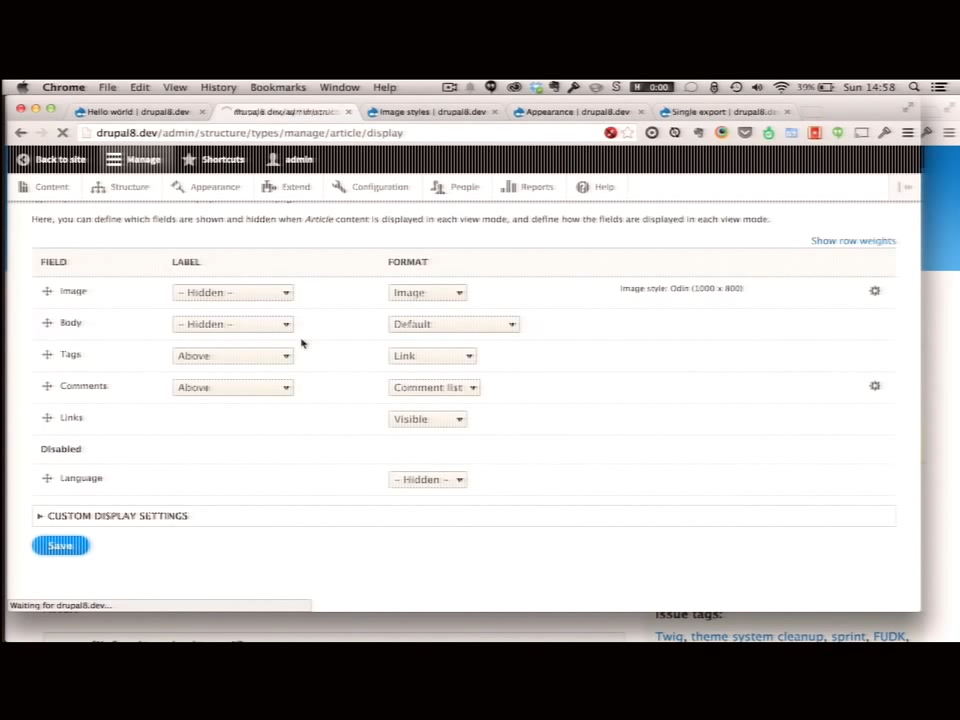 Chrome File Edit View History Bookmarks Window Help 0:00 39% Sun 14:58
Hello world | drupal8.dev Image styles | drupal8.dev Appearance | drupal8.dev Single export | drupal8.dev
drupal8.dev/admin/structure/types/manage/article/display
Back to site Manage Shortcuts admin
Content Structure Appearance Extend Configuration People Reports Help
Here, you can define which fields are shown and hidden when Article content is displayed in each view mode, and define how the fields are displayed in each view mode.
Show row weights
FIELD LABEL FORMAT
Image -- Hidden -- Image Image style: Odin (1000 x 800)
Body -- Hidden -- Default
Tags Above Link
Comments Above Comment list
Links Visible
Disabled
Language -- Hidden --
CUSTOM DISPLAY SETTINGS
Save
Waiting for drupal8.dev...
Issue tags:
Twig, theme system cleanup, sprint, FUDK,